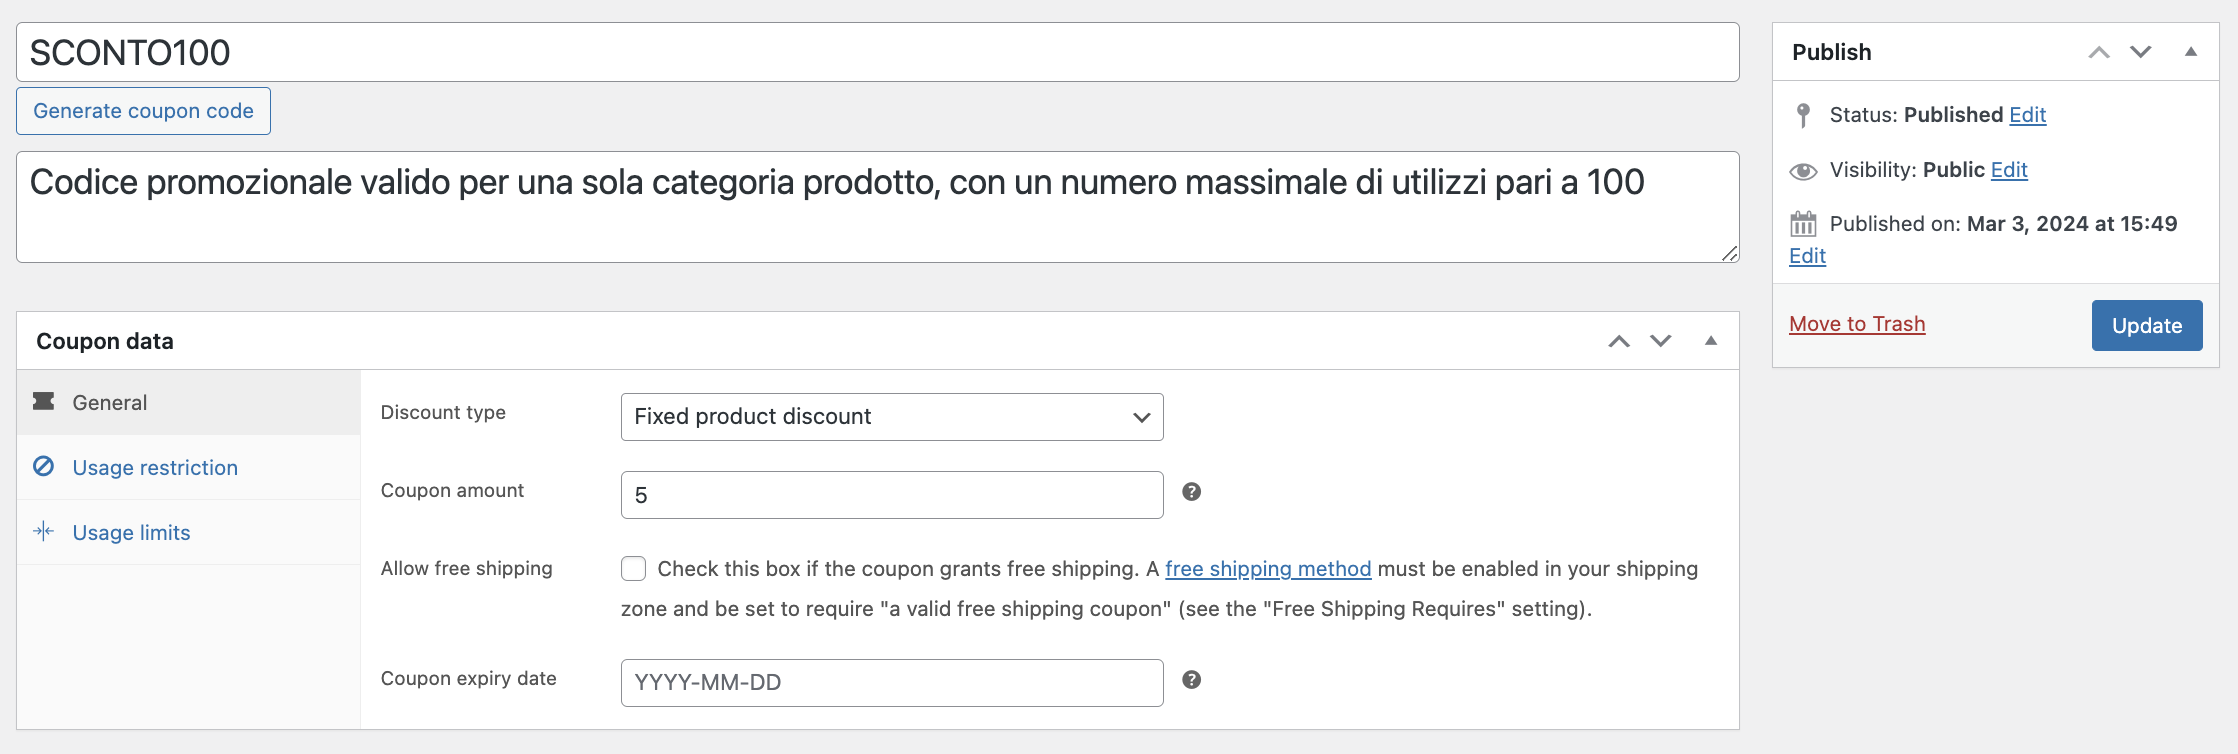 SCONTO100
Generate coupon code
Codice promozionale valido per una sola categoria prodotto, con un numero massimale di utilizzi pari a 100
Coupon data
General
Usage restriction
Usage limits
Discount type
Fixed product discount
Coupon amount
5
Allow free shipping
Check this box if the coupon grants free shipping. A free shipping method must be enabled in your shipping
zone and be set to require "a valid free shipping coupon" (see the "Free Shipping Requires" setting).
Coupon expiry date
YYYY-MM-DD
Publish
Status: Published Edit
Visibility: Public Edit
Published on: Mar 3, 2024 at 15:49
Edit
Move to Trash
Update